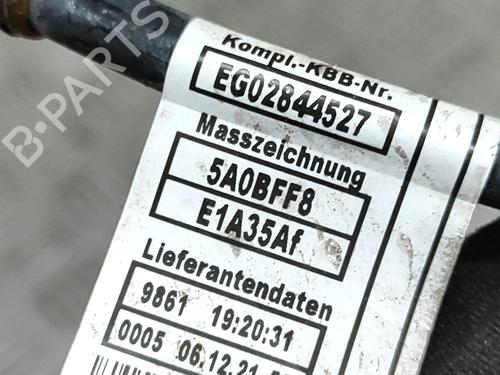 Kompl.-KBB-Nr.
EG02844527
Masszeichnung
5A0BFF8
E1A35Af
Lieferantendaten
9861 19:20:31
0005 06.12.21
B-PARTS